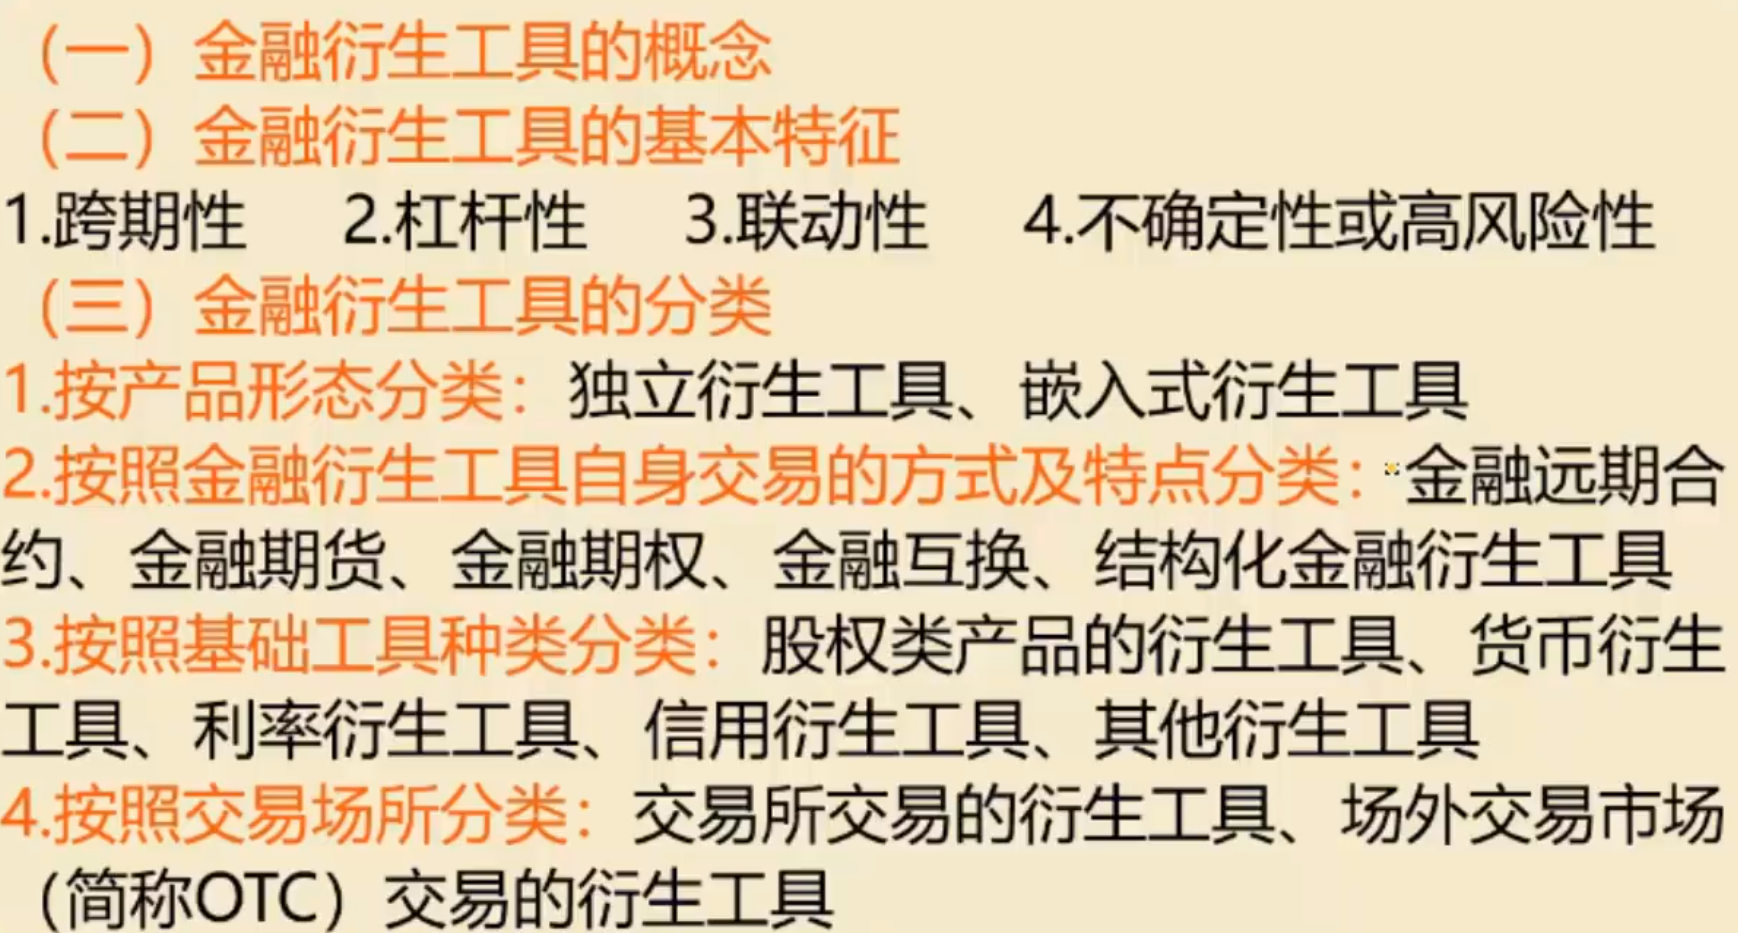 （一）金融衍生工具的概念
（二）金融衍生工具的基本特征
1.跨期性 2.杠杆性 3.联动性 4.不确定性或高风险性
（三）金融衍生工具的分类
1.按产品形态分类：独立衍生工具、嵌入式衍生工具
2.按照金融衍生工具自身交易的方式及特点分类：金融远期合
约、金融期货、金融期权、金融互换、结构化金融衍生工具
3.按照基础工具种类分类：股权类产品的衍生工具、货币衍生
工具、利率衍生工具、信用衍生工具、其他衍生工具
4.按照交易场所分类：交易所交易的衍生工具、场外交易市场
（简称OTC）交易的衍生工具